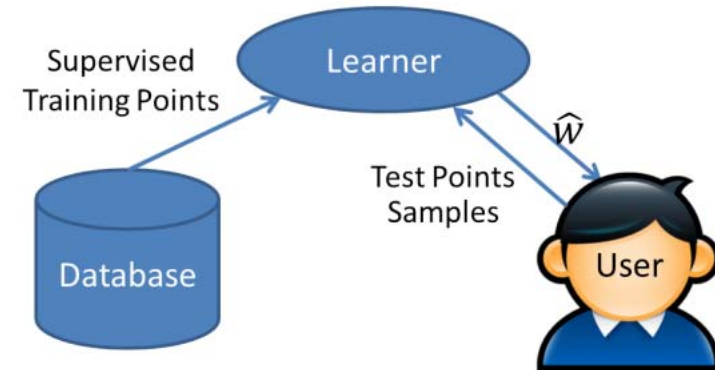 Supervised
Training Points
Learner
ŵ
Test Points
Samples
Database
User